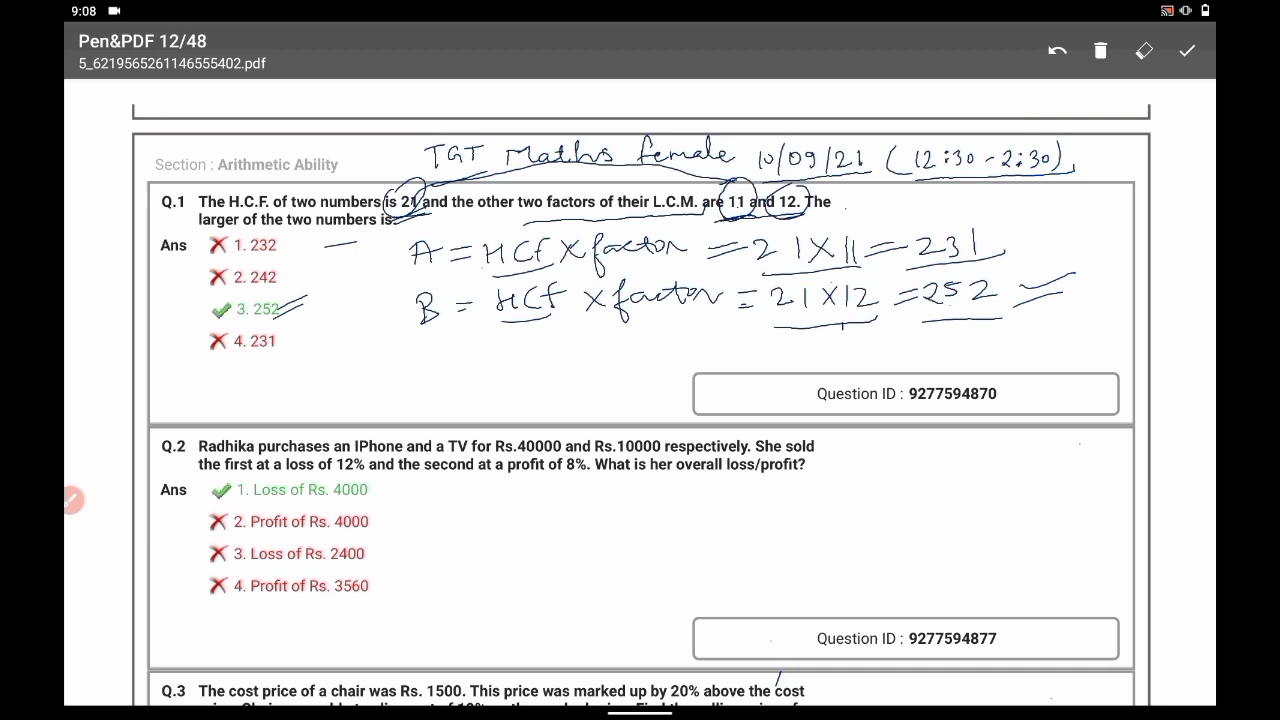 9:08
Pen&PDF 12/48
5_6219565261146555402.pdf
TGT Maths female 10/09/21 (12:30-2:30)
Section : Arithmetic Ability
Q.1 The H.C.F. of two numbers is 21 and the other two factors of their L.C.M. are 11 and 12. The
larger of the two numbers is:
Ans 1. 232
A = HCF × factor = 21×11 = 231
2. 242
B = HCF × factor = 21×12 = 252
3. 252
4. 231
Question ID : 9277594870
Q.2 Radhika purchases an IPhone and a TV for Rs.40000 and Rs.10000 respectively. She sold
the first at a loss of 12% and the second at a profit of 8%. What is her overall loss/profit?
Ans 1. Loss of Rs. 4000
2. Profit of Rs. 4000
3. Loss of Rs. 2400
4. Profit of Rs. 3560
Question ID : 9277594877
Q.3 The cost price of a chair was Rs. 1500. This price was marked up by 20% above the cost